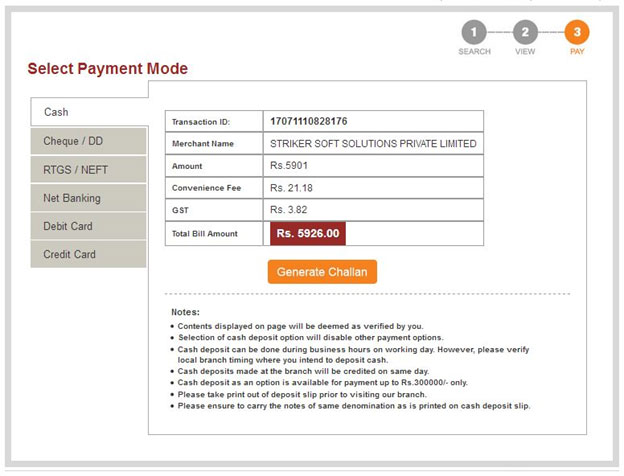 1 2 3
SEARCH VIEW PAY
Select Payment Mode
Cash
Cheque / DD
RTGS / NEFT
Net Banking
Debit Card
Credit Card
Transaction ID: 17071110828176
Merchant Name STRIKER SOFT SOLUTIONS PRIVATE LIMITED
Amount Rs.5901
Convenience Fee Rs. 21.18
GST Rs. 3.82
Total Bill Amount Rs. 5926.00
Generate Challan
Notes:
• Contents displayed on page will be deemed as verified by you.
• Selection of cash deposit option will disable other payment options.
• Cash deposit can be done during business hours on working day. However, please verify
local branch timing where you intend to deposit cash.
• Cash deposits made at the branch will be credited on same day.
• Cash deposit as an option is available for payment up to Rs.300000/- only.
• Please take print out of deposit slip prior to visiting our branch.
• Please ensure to carry the notes of same denomination as is printed on cash deposit slip.